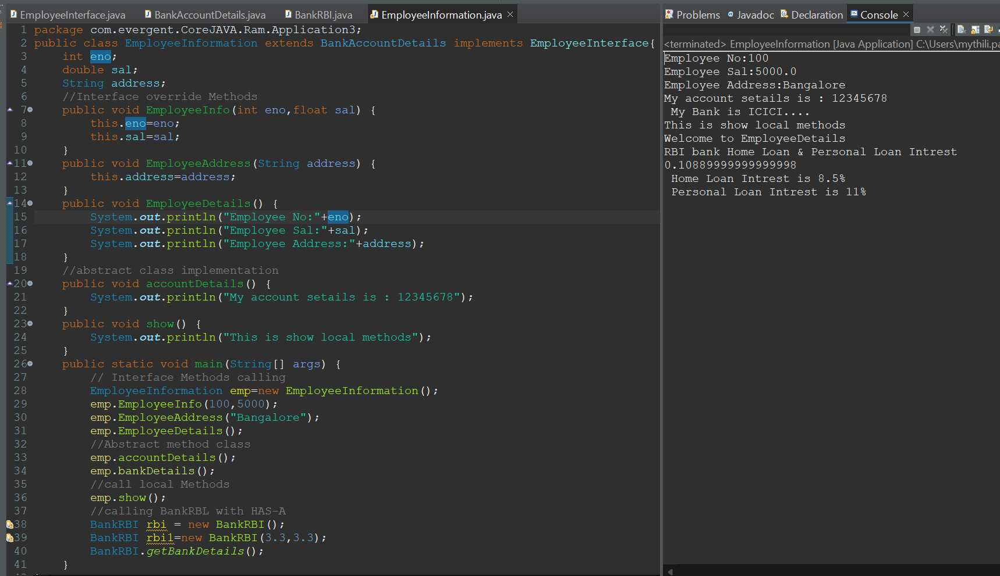 EmployeeInterface.java BankAccountDetails.java BankRBI.java EmployeeInformation.java
1 package com.evergent.CoreJAVA.Ram.Application3;
2 public class EmployeeInformation extends BankAccountDetails implements EmployeeInterface{
3 int eno;
4 double sal;
5 String address;
6 //Interface override Methods
7 public void EmployeeInfo(int eno,float sal) {
8 this.eno=eno;
9 this.sal=sal;
10 }
11 public void EmployeeAddress(String address) {
12 this.address=address;
13 }
14 public void EmployeeDetails() {
15 System.out.println("Employee No:"+eno);
16 System.out.println("Employee Sal:"+sal);
17 System.out.println("Employee Address:"+address);
18 }
19 //abstract class implementation
20 public void accountDetails() {
21 System.out.println("My account setails is : 12345678");
22 }
23 public void show() {
24 System.out.println("This is show local methods");
25 }
26 public static void main(String[] args) {
27 // Interface Methods calling
28 EmployeeInformation emp=new EmployeeInformation();
29 emp.EmployeeInfo(100,5000);
30 emp.EmployeeAddress("Bangalore");
31 emp.EmployeeDetails();
32 //Abstract method class
33 emp.accountDetails();
34 emp.bankDetails();
35 //call local Methods
36 emp.show();
37 //calling BankRBL with HAS-A
38 BankRBI rbi = new BankRBI();
39 BankRBI rbi1=new BankRBI(3.3,3.3);
40 BankRBI.getBankDetails();
41 }
Problems @ Javadoc Declaration Console
<terminated> EmployeeInformation [Java Application] C:\Users\mythili.pa
Employee No:100
Employee Sal:5000.0
Employee Address:Bangalore
My account setails is : 12345678
My Bank is ICICI....
This is show local methods
Welcome to EmployeeDetails
RBI bank Home Loan & Personal Loan Intrest
0.10889999999999998
Home Loan Intrest is 8.5%
Personal Loan Intrest is 11%